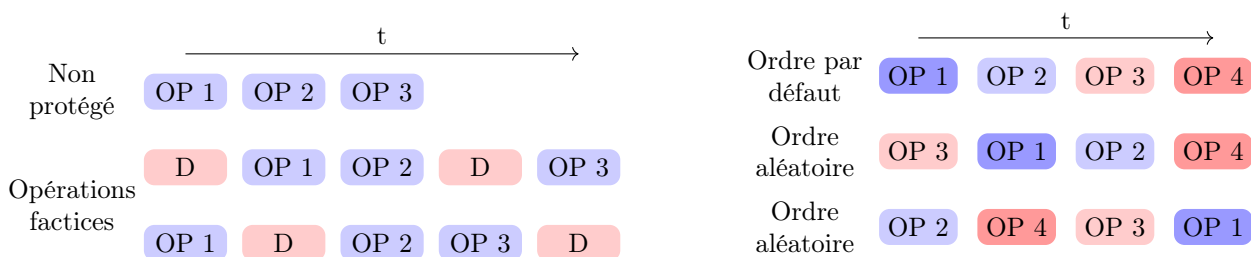 t
Non
protégé
OP 1 OP 2 OP 3
Opérations
factices
D OP 1 OP 2 D OP 3
OP 1 D OP 2 OP 3 D
t
Ordre par
défaut
OP 1 OP 2 OP 3 OP 4
Ordre
aléatoire
OP 3 OP 1 OP 2 OP 4
Ordre
aléatoire
OP 2 OP 4 OP 3 OP 1